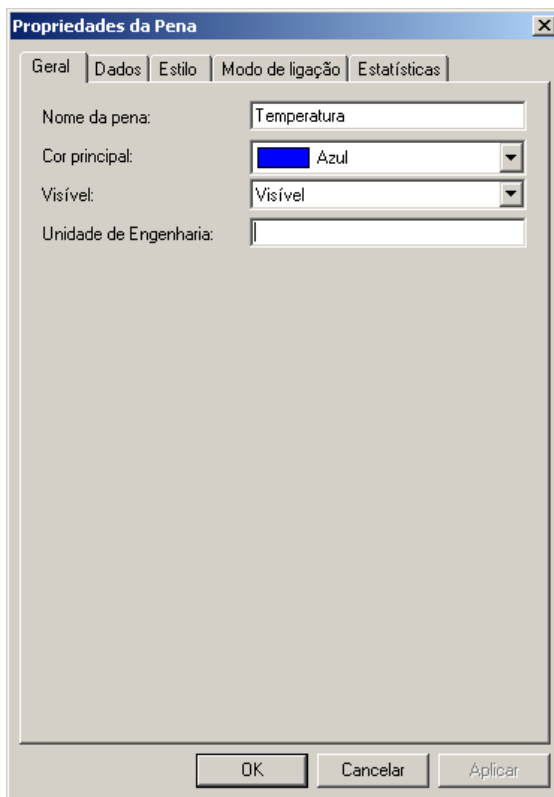 Propriedades da Pena
Geral Dados Estilo Modo de ligação Estatísticas
Nome da pena: Temperatura
Cor principal: Azul
Visível: Visível
Unidade de Engenharia:
OK Cancelar Aplicar